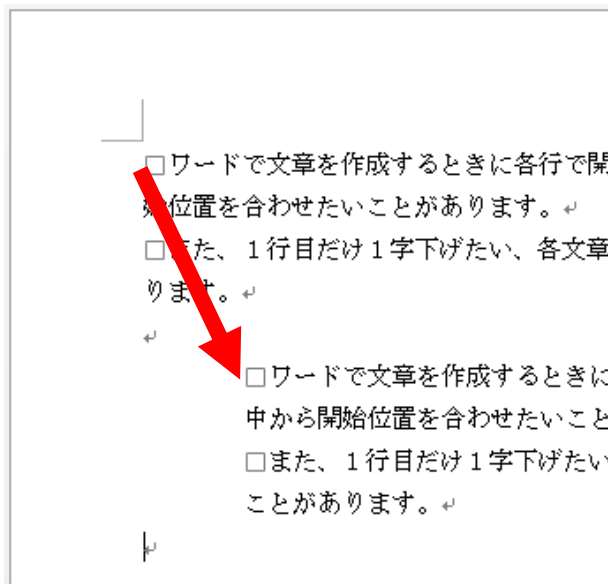 □ワードで文章を作成するときに各行で開
位置を合わせたいことがあります。↵
□た、１行目だけ１字下げたい、各文章
ります。↵
↵
□ワードで文章を作成するときに
中から開始位置を合わせたいこと
□また、１行目だけ１字下げたい
ことがあります。↵
↵